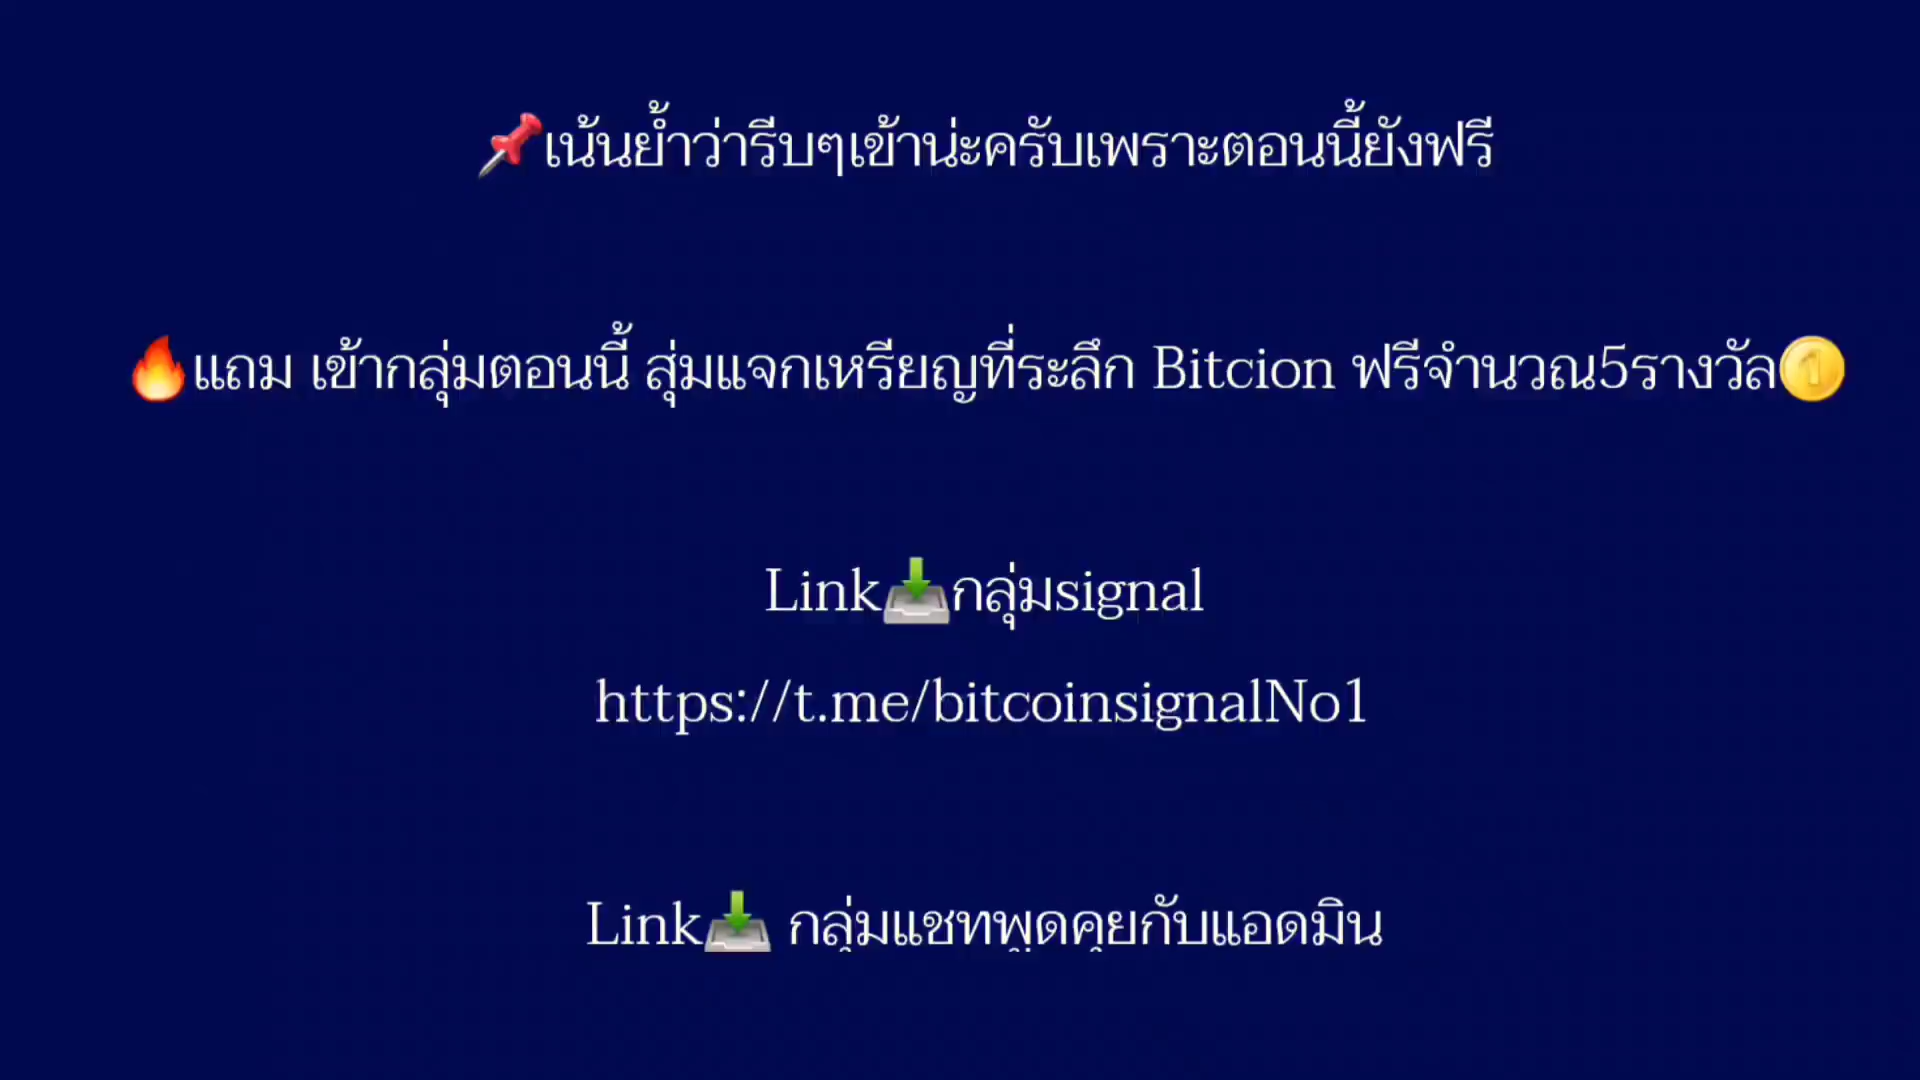 📌เน้นย้ำว่ารีบๆเข้าน่ะครับเพราะตอนนี้ยังฟรี
🔥แถม เข้ากลุ่มตอนนี้ สุ่มแจกเหรียญที่ระลึก Bitcion ฟรีจำนวณ5รางวัล🪙
Link📥กลุ่มsignal
https://t.me/bitcoinsignalNo1
Link📥 กลุ่มแชทพูดคุยกับแอดมิน